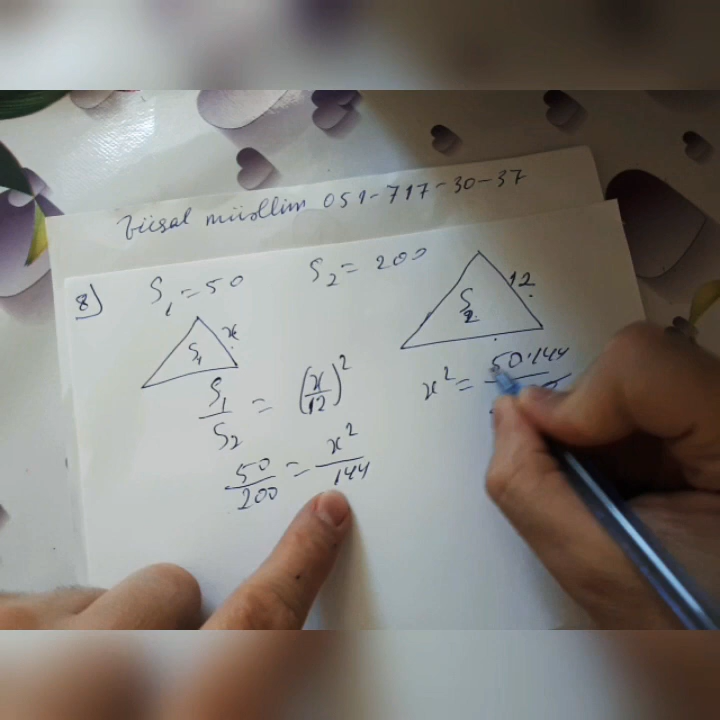 Vüsal müəllim 051-717-30-37
8) S₁=50 S₂=200
S₁ x
S₂ 12
S₁/S₂ = (x/12)²
x² = 50·144
50/200 = x²/144